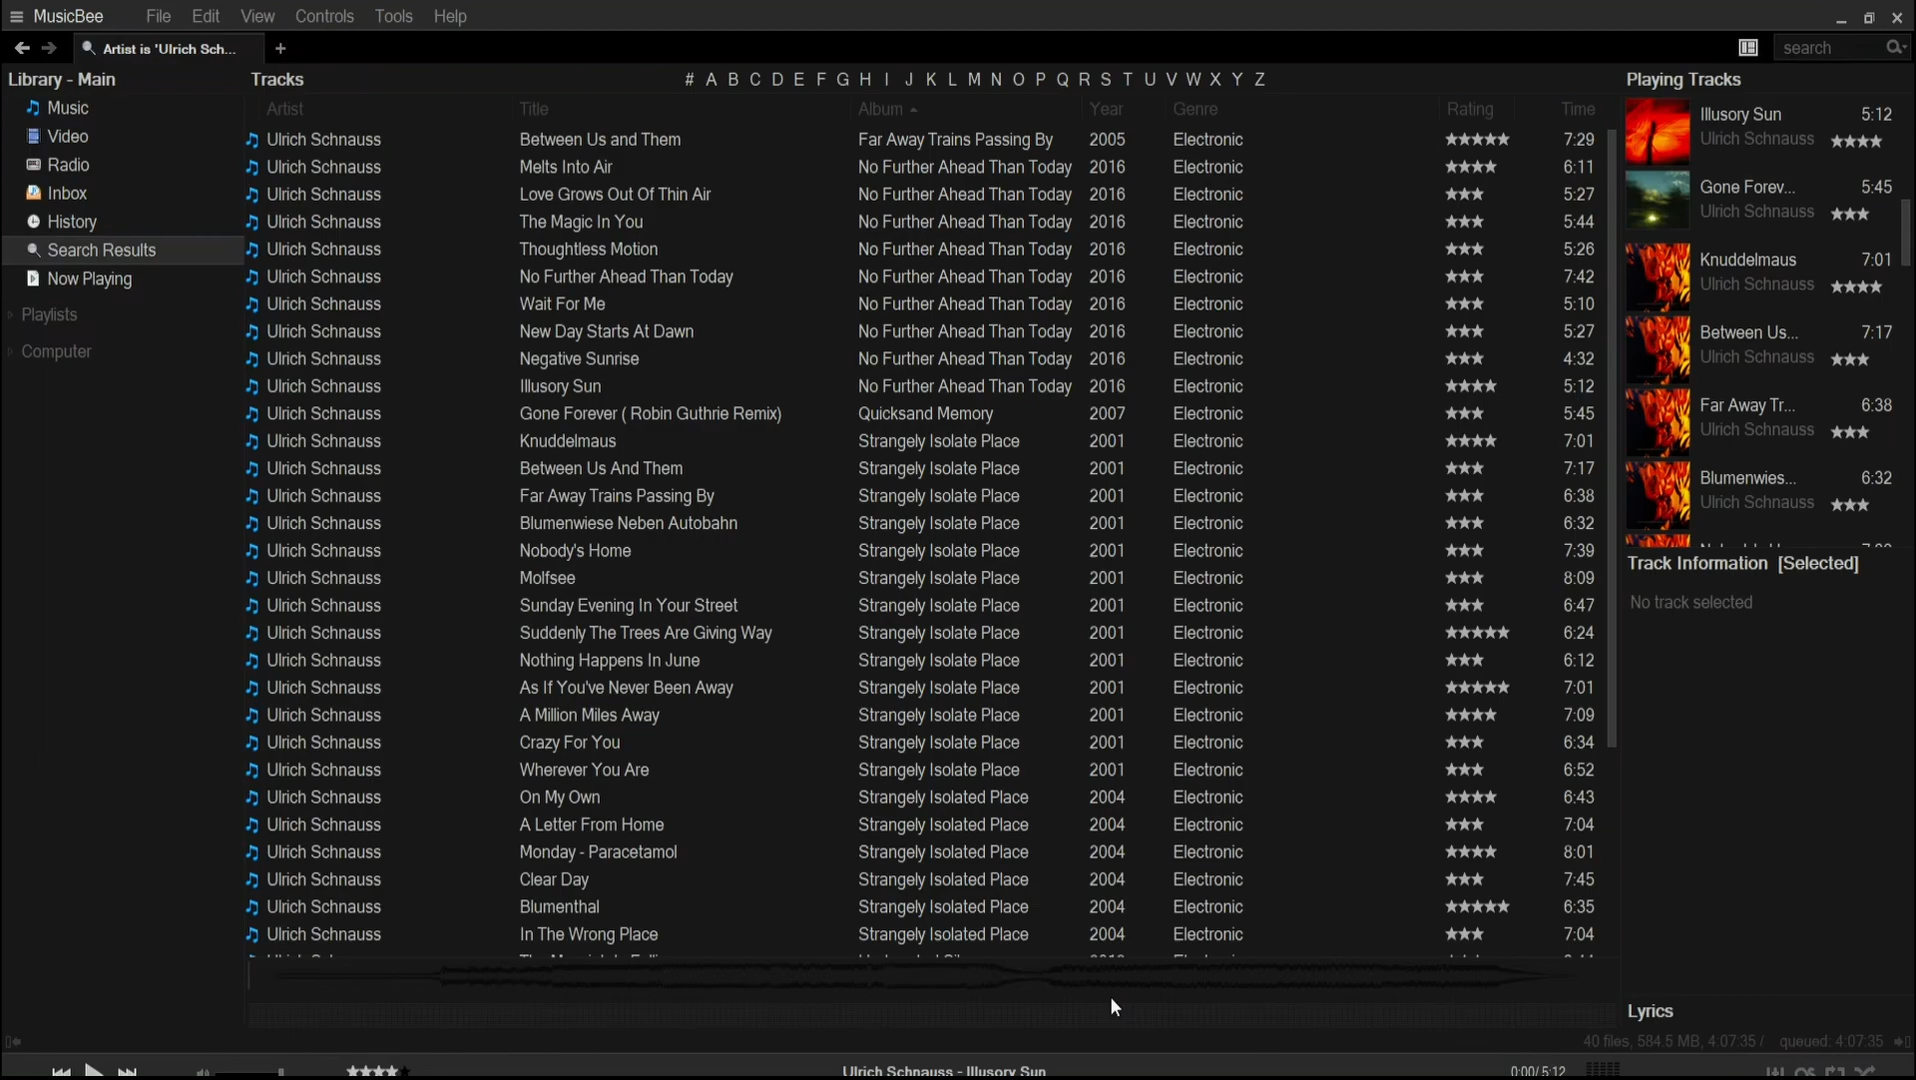 MusicBee File Edit View Controls Tools Help
Artist is 'Ulrich Sch... + search
Library - Main
Music
Video
Radio
Inbox
History
Search Results
Now Playing
Playlists
Computer
Tracks # A B C D E F G H I J K L M N O P Q R S T U V W X Y Z
Artist Title Album Year Genre Rating Time
Ulrich Schnauss Between Us and Them Far Away Trains Passing By 2005 Electronic ★★★★★ 7:29
Ulrich Schnauss Melts Into Air No Further Ahead Than Today 2016 Electronic ★★★★ 6:11
Ulrich Schnauss Love Grows Out Of Thin Air No Further Ahead Than Today 2016 Electronic ★★★ 5:27
Ulrich Schnauss The Magic In You No Further Ahead Than Today 2016 Electronic ★★★ 5:44
Ulrich Schnauss Thoughtless Motion No Further Ahead Than Today 2016 Electronic ★★★ 5:26
Ulrich Schnauss No Further Ahead Than Today No Further Ahead Than Today 2016 Electronic ★★★ 7:42
Ulrich Schnauss Wait For Me No Further Ahead Than Today 2016 Electronic ★★★ 5:10
Ulrich Schnauss New Day Starts At Dawn No Further Ahead Than Today 2016 Electronic ★★★ 5:27
Ulrich Schnauss Negative Sunrise No Further Ahead Than Today 2016 Electronic ★★★ 4:32
Ulrich Schnauss Illusory Sun No Further Ahead Than Today 2016 Electronic ★★★★ 5:12
Ulrich Schnauss Gone Forever ( Robin Guthrie Remix) Quicksand Memory 2007 Electronic ★★★ 5:45
Ulrich Schnauss Knuddelmaus Strangely Isolate Place 2001 Electronic ★★★★ 7:01
Ulrich Schnauss Between Us And Them Strangely Isolate Place 2001 Electronic ★★★ 7:17
Ulrich Schnauss Far Away Trains Passing By Strangely Isolate Place 2001 Electronic ★★★ 6:38
Ulrich Schnauss Blumenwiese Neben Autobahn Strangely Isolate Place 2001 Electronic ★★★ 6:32
Ulrich Schnauss Nobody's Home Strangely Isolate Place 2001 Electronic ★★★ 7:39
Ulrich Schnauss Molfsee Strangely Isolate Place 2001 Electronic ★★★ 8:09
Ulrich Schnauss Sunday Evening In Your Street Strangely Isolate Place 2001 Electronic ★★★ 6:47
Ulrich Schnauss Suddenly The Trees Are Giving Way Strangely Isolate Place 2001 Electronic ★★★★★ 6:24
Ulrich Schnauss Nothing Happens In June Strangely Isolate Place 2001 Electronic ★★★ 6:12
Ulrich Schnauss As If You've Never Been Away Strangely Isolate Place 2001 Electronic ★★★★★ 7:01
Ulrich Schnauss A Million Miles Away Strangely Isolate Place 2001 Electronic ★★★★ 7:09
Ulrich Schnauss Crazy For You Strangely Isolate Place 2001 Electronic ★★★ 6:34
Ulrich Schnauss Wherever You Are Strangely Isolate Place 2001 Electronic ★★★ 6:52
Ulrich Schnauss On My Own Strangely Isolated Place 2004 Electronic ★★★★ 6:43
Ulrich Schnauss A Letter From Home Strangely Isolated Place 2004 Electronic ★★★ 7:04
Ulrich Schnauss Monday - Paracetamol Strangely Isolated Place 2004 Electronic ★★★★ 8:01
Ulrich Schnauss Clear Day Strangely Isolated Place 2004 Electronic ★★★ 7:45
Ulrich Schnauss Blumenthal Strangely Isolated Place 2004 Electronic ★★★★★ 6:35
Ulrich Schnauss In The Wrong Place Strangely Isolated Place 2004 Electronic ★★★ 7:04
Playing Tracks
Illusory Sun 5:12
Ulrich Schnauss ★★★★
Gone Forev... 5:45
Ulrich Schnauss ★★★
Knuddelmaus 7:01
Ulrich Schnauss ★★★★
Between Us... 7:17
Ulrich Schnauss ★★★
Far Away Tr... 6:38
Ulrich Schnauss ★★★
Blumenwies... 6:32
Ulrich Schnauss ★★★
Track Information [Selected]
No track selected
Lyrics
40 files, 584.5 MB, 4:07:35 / queued: 4:07:35
★★★★ Ulrich Schnauss - Illusory Sun 0:00/ 5:12